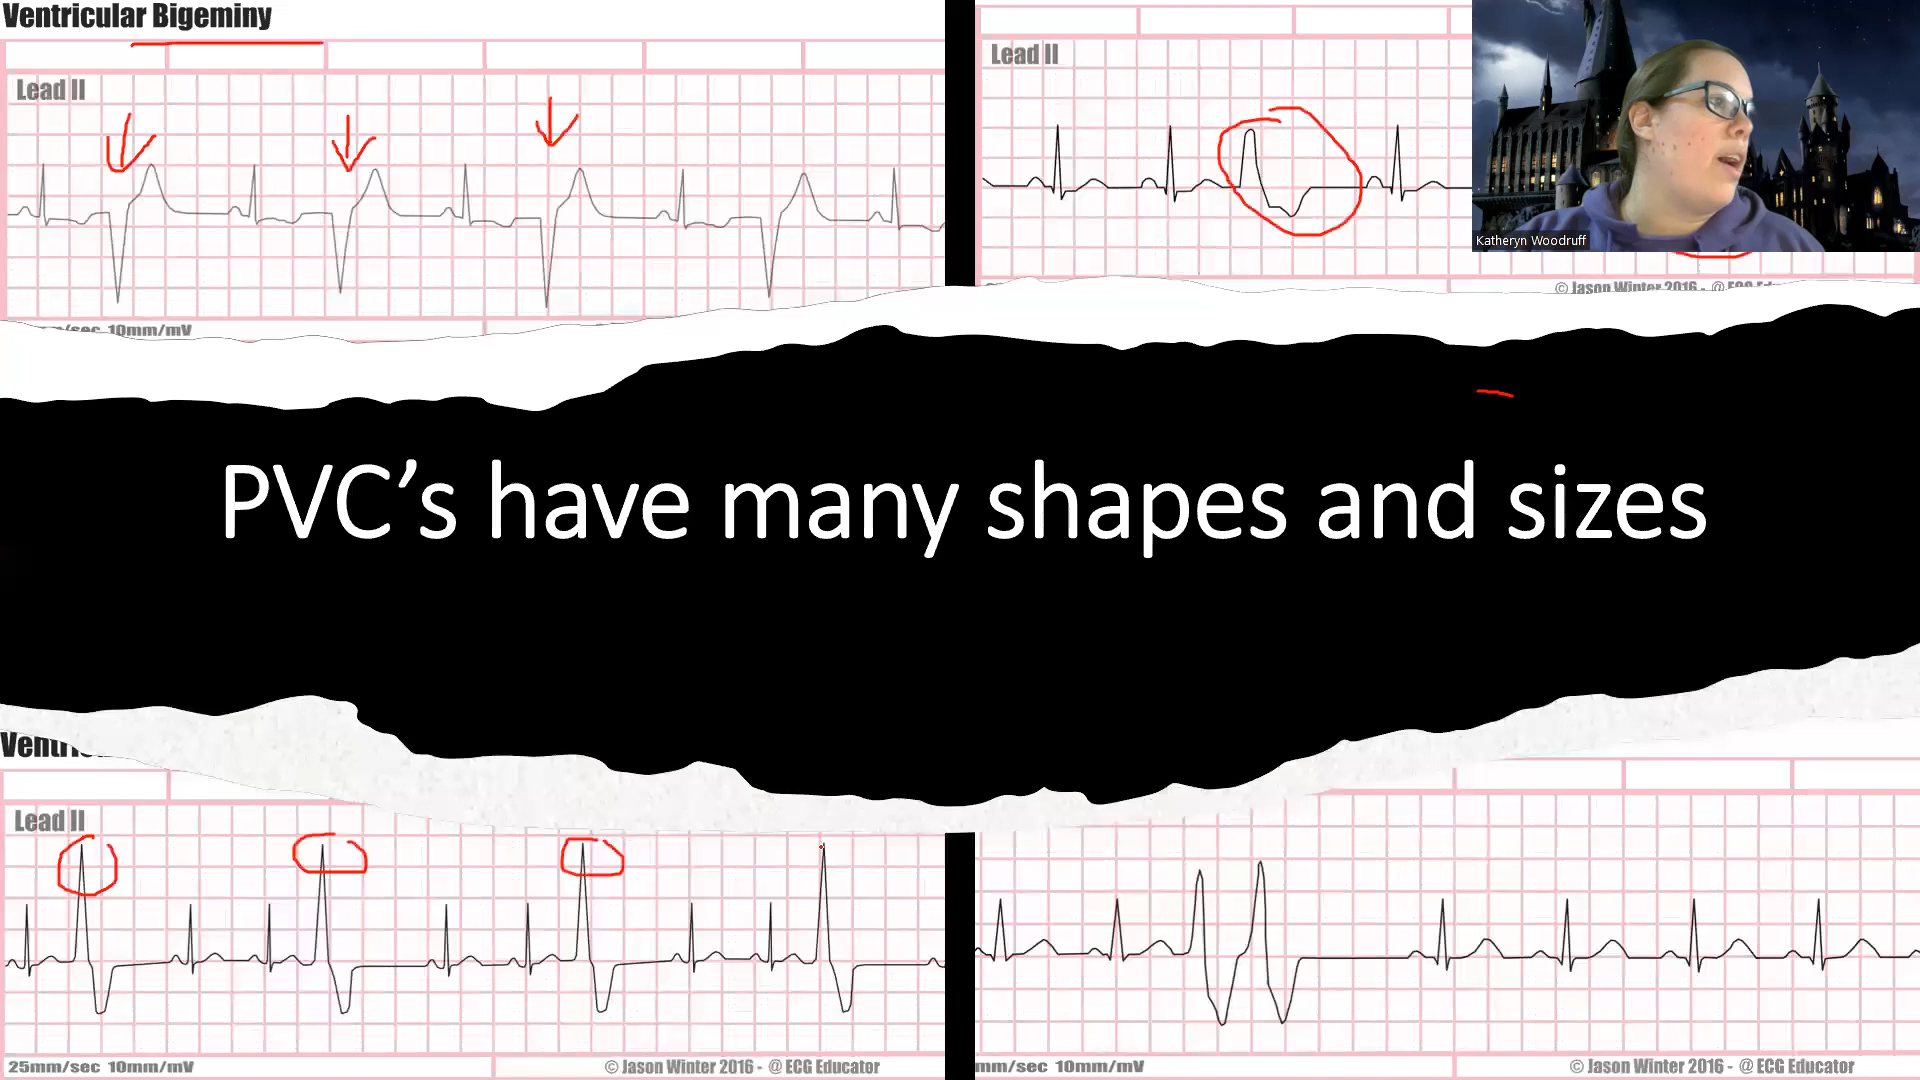 Ventricular Bigeminy
Lead II
Lead II
Katheryn Woodruff
© Jason Winter 2016 - @
10mm/mV
PVC’s have many shapes and sizes
Lead II
25mm/sec 10mm/mV
© Jason Winter 2016 - @ ECG Educator
mm/sec 10mm/mV
© Jason Winter 2016 - @ ECG Educator